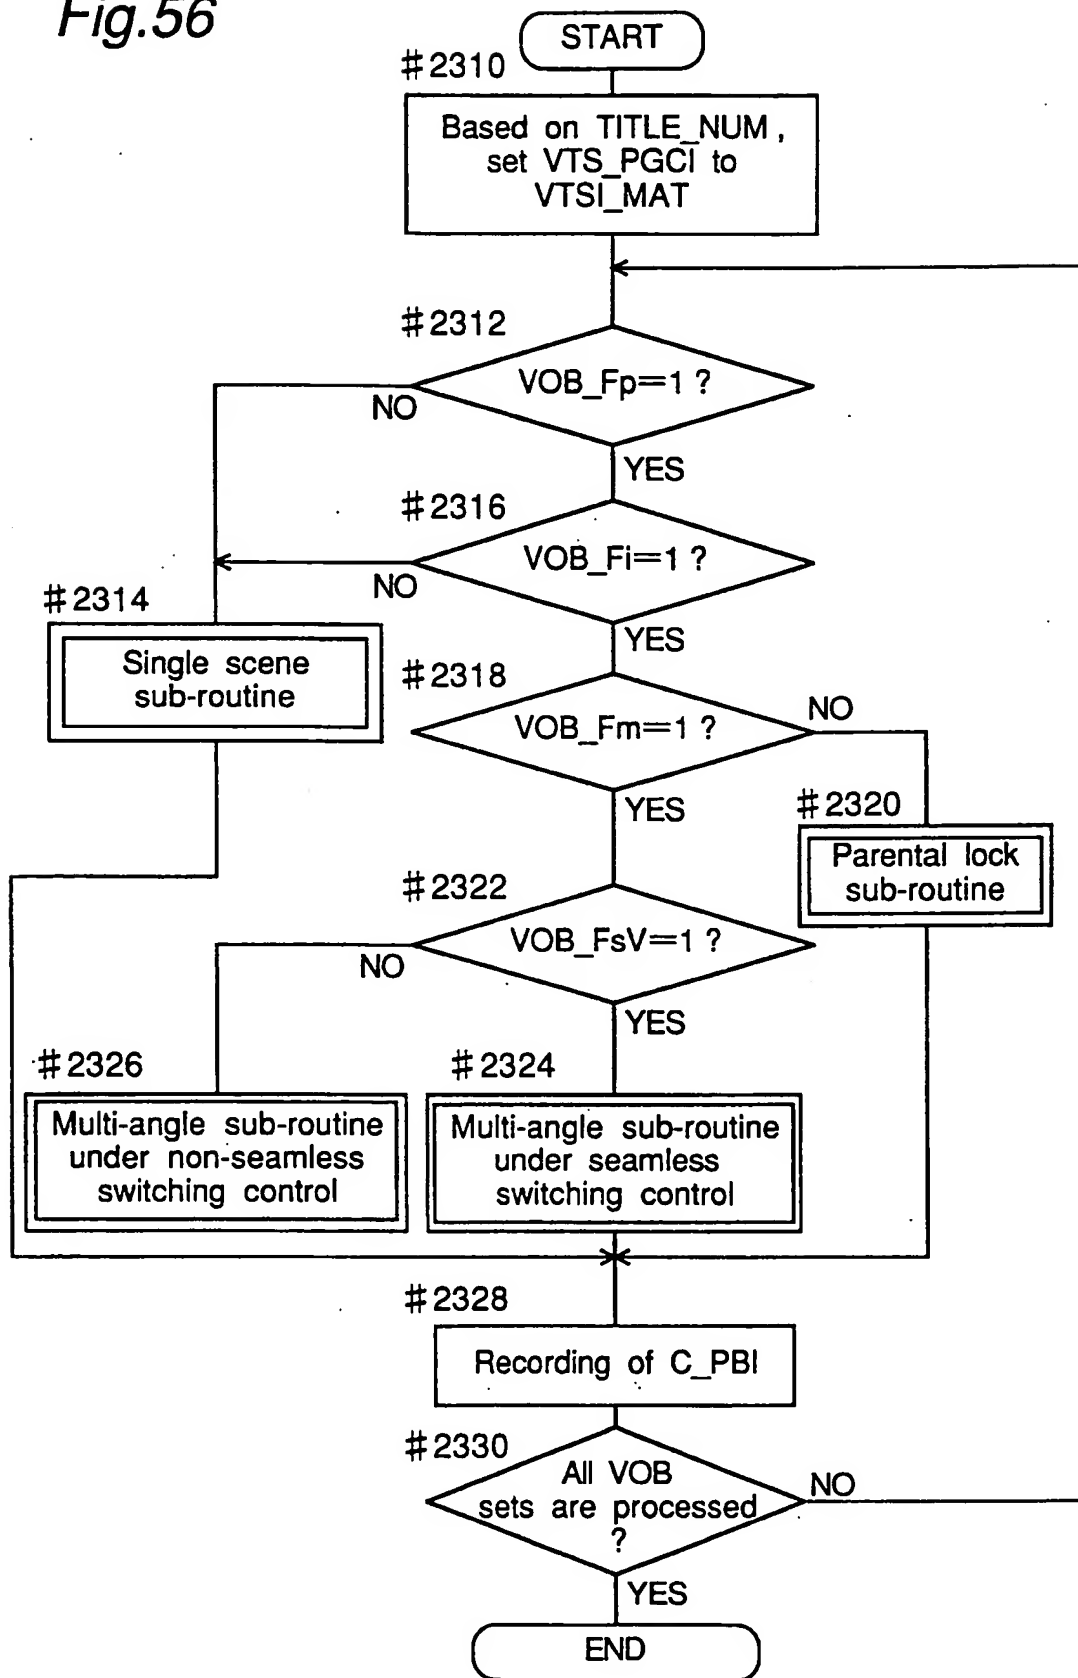 Fig.56
START
#2310
Based on TITLE_NUM,
set VTS_PGCI to
VTSI_MAT
#2312
VOB_Fp=1 ?
NO
YES
#2316
VOB_Fi=1 ?
NO
YES
#2314
Single scene
sub-routine
#2318
VOB_Fm=1 ?
NO
YES
#2320
Parental lock
sub-routine
#2322
VOB_FsV=1 ?
NO
YES
#2326
Multi-angle sub-routine
under non-seamless
switching control
#2324
Multi-angle sub-routine
under seamless
switching control
#2328
Recording of C_PBI
#2330
All VOB
sets are processed
?
NO
YES
END